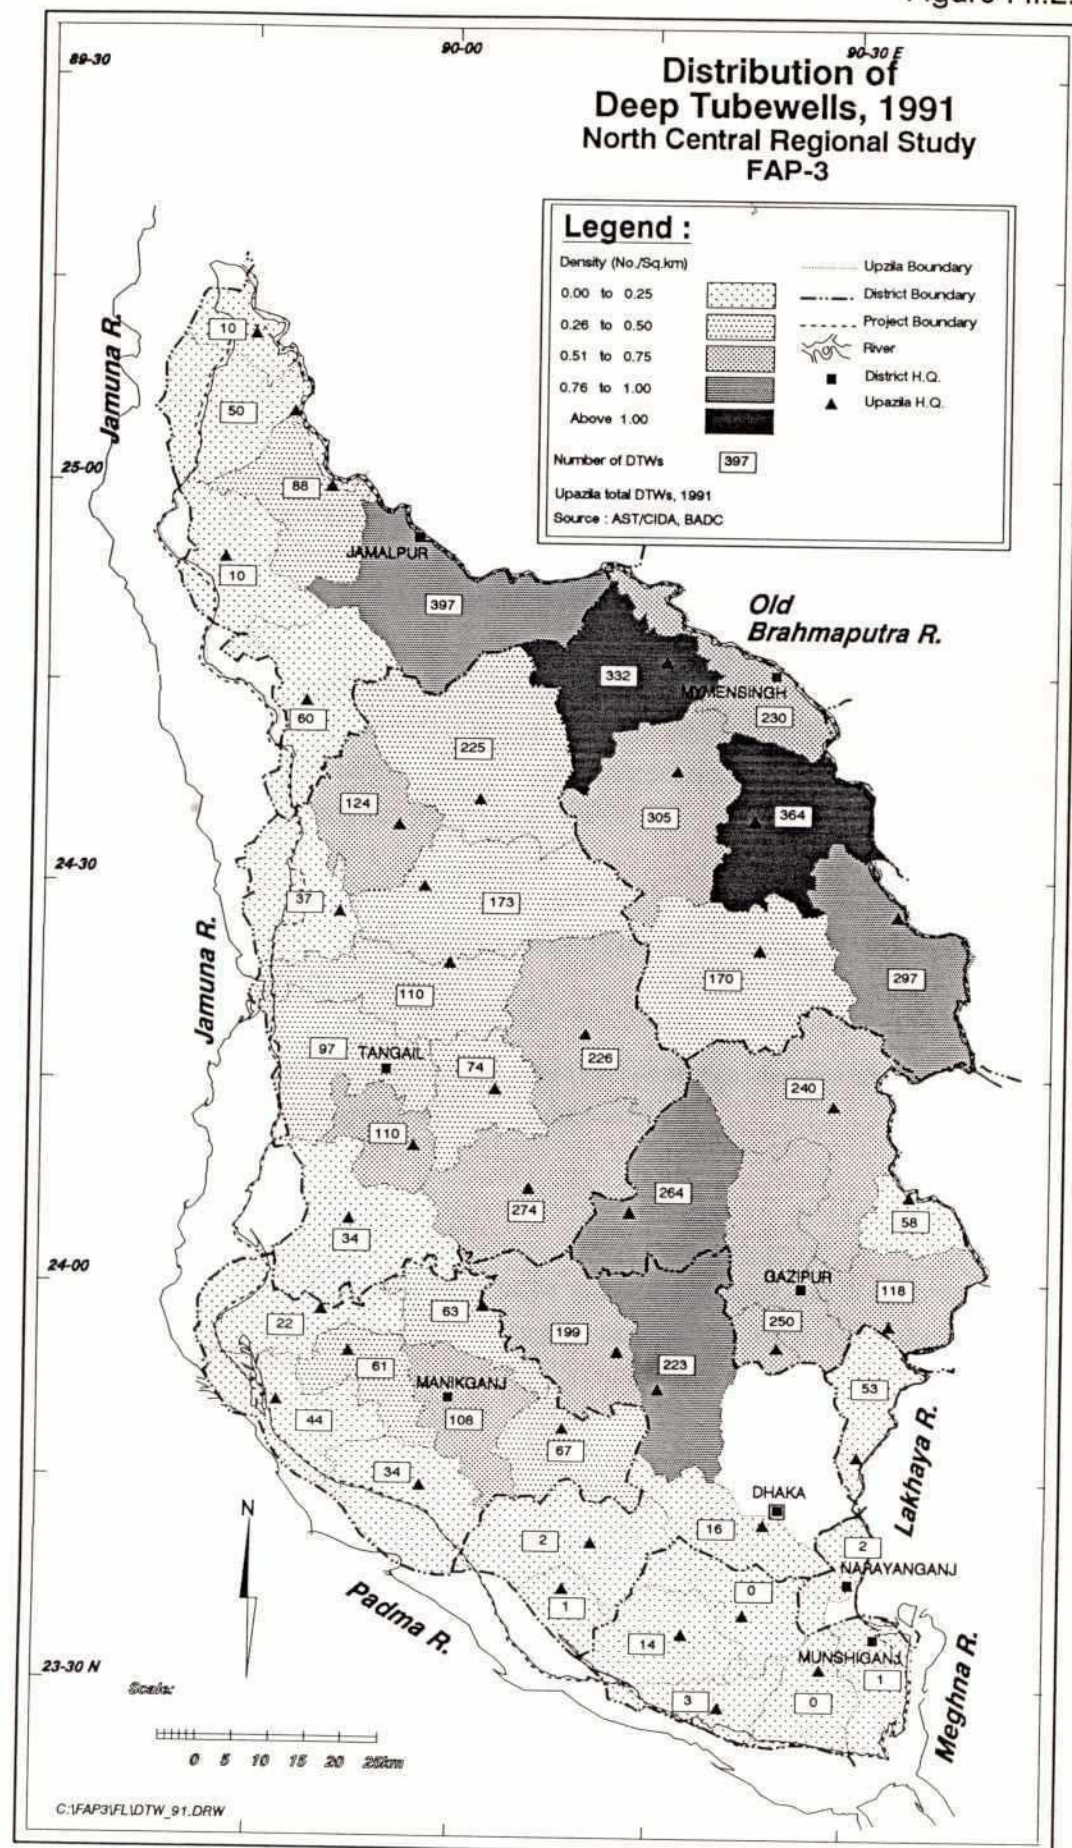 89-30
90-00
90-30 E
Distribution of
Deep Tubewells, 1991
North Central Regional Study
FAP-3
Legend :
Density (No./Sq.km)
0.00 to 0.25
0.26 to 0.50
0.51 to 0.75
0.76 to 1.00
Above 1.00
Number of DTWs 397
Upazila total DTWs, 1991
Source : AST/CIDA, BADC
Upzila Boundary
District Boundary
Project Boundary
River
District H.Q.
Upazila H.Q.
Jamuna R.
10
50
25-00
88
JAMALPUR
10
397
Old
Brahmaputra R.
332
MYMENSINGH
60
230
225
124
305
364
24-30
37
173
Jamuna R.
110
170
297
97
TANGAIL
74
226
240
110
264
274
58
34
24-00
GAZIPUR
118
22
63
250
199
61
223
MANIKGANJ
53
44
108
67
Lakhaya R.
34
DHAKA
N
16
2
2
NARAYANGANJ
0
1
Padma R.
14
MUNSHIGANJ
1
23-30 N
3
0
Meghna R.
Scale:
0 5 10 15 20 25km
C:\FAP3\FL\DTW_91.DRW